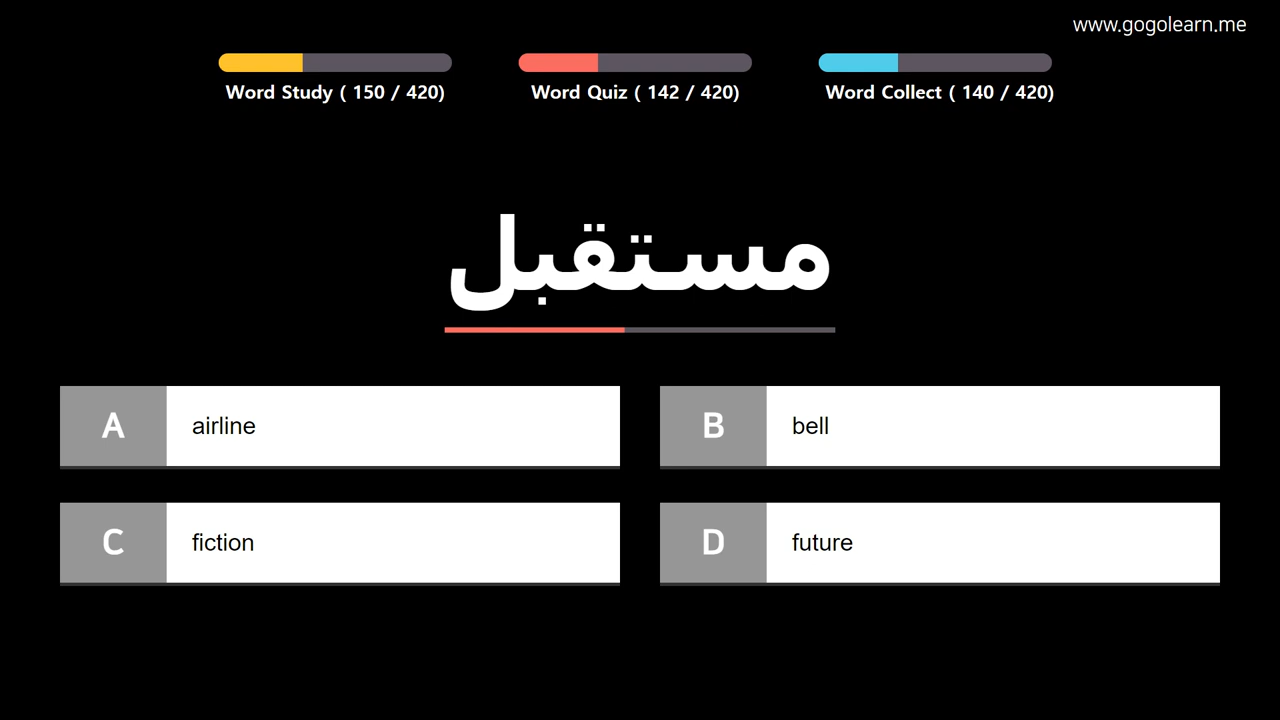 www.gogolearn.me
Word Study ( 150 / 420)
Word Quiz ( 142 / 420)
Word Collect ( 140 / 420)
مستقبل
A airline
B bell
C fiction
D future